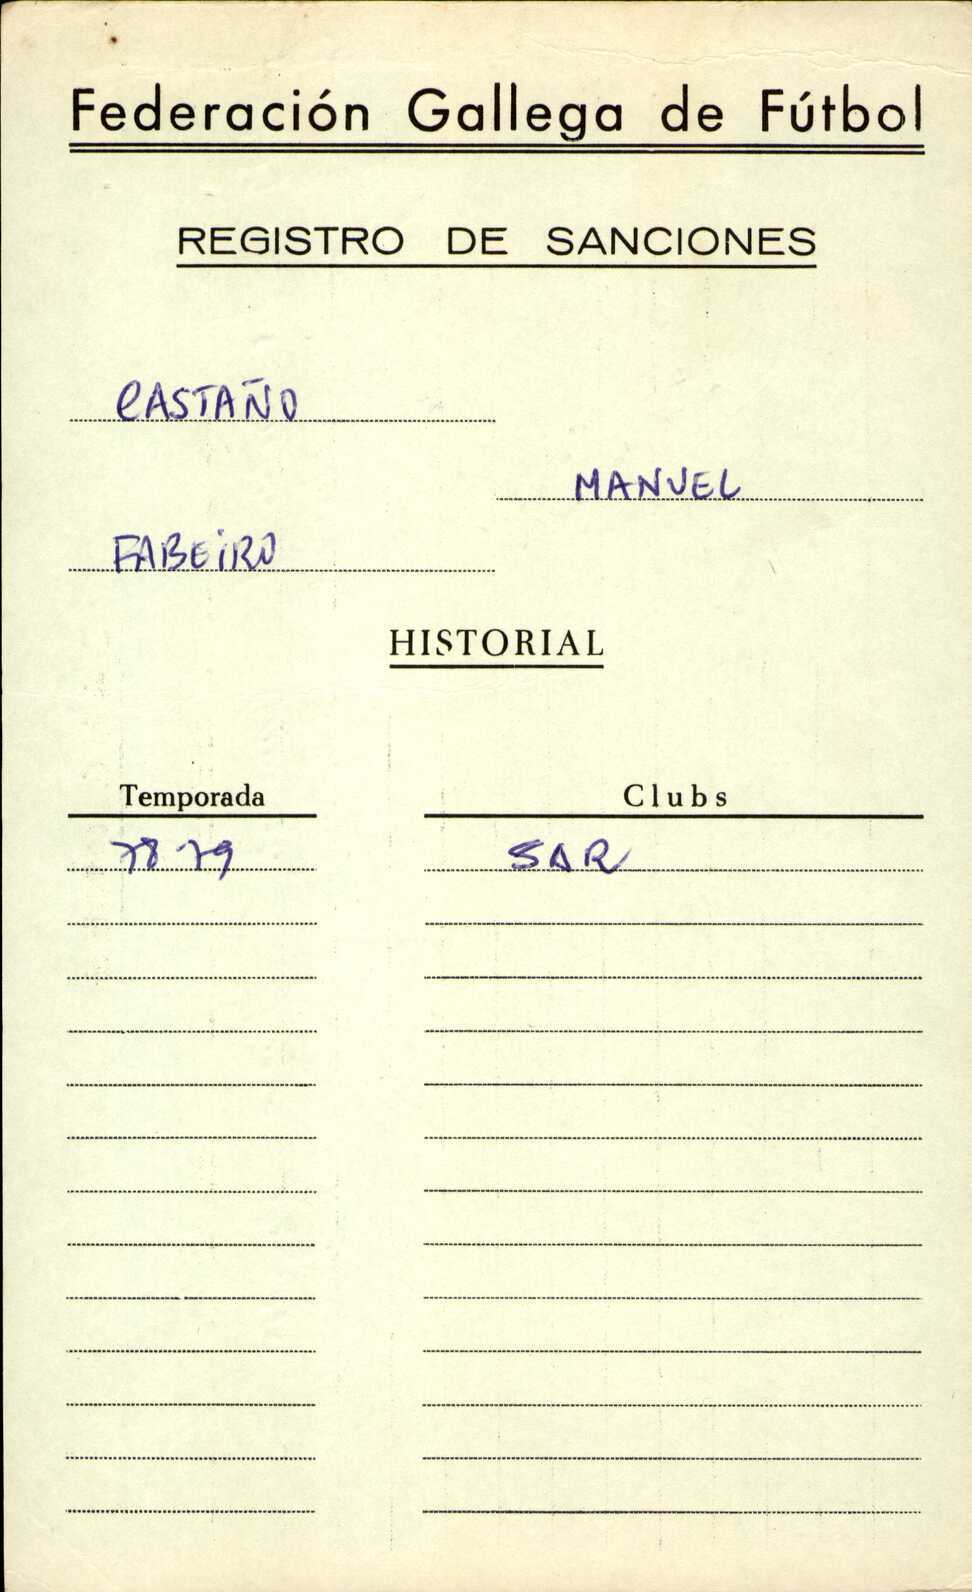 Federación Gallega de Fútbol
REGISTRO DE SANCIONES
CASTAÑO
MANUEL
FABEIRO
HISTORIAL
Temporada Clubs
78-79 SAR